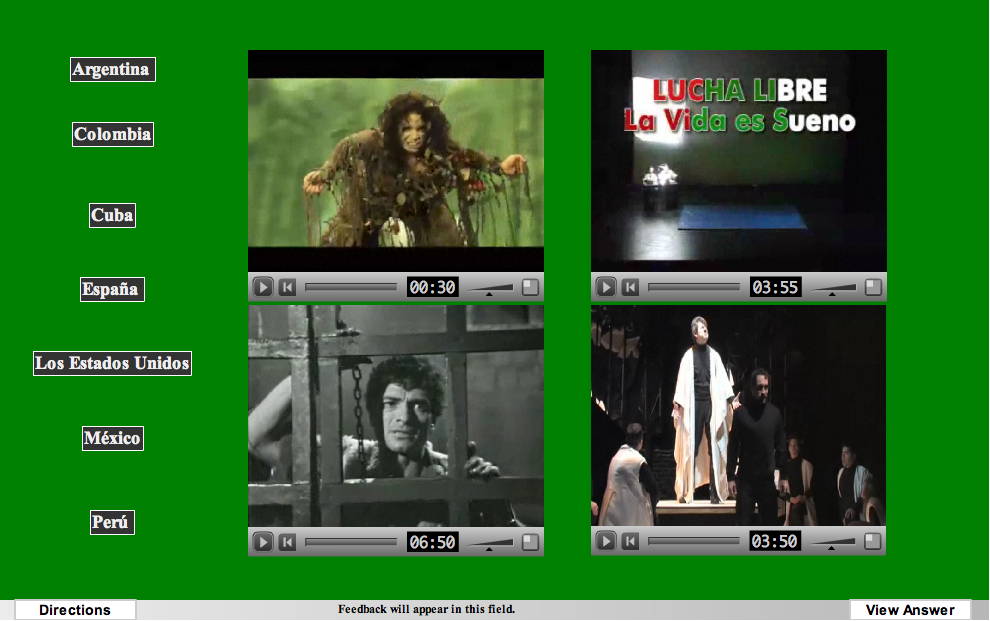 Argentina
Colombia
Cuba
España
Los Estados Unidos
México
Perú
00:30
LUCHA LIBRE
La Vida es Sueno
03:55
06:50
03:50
Directions
Feedback will appear in this field.
View Answer